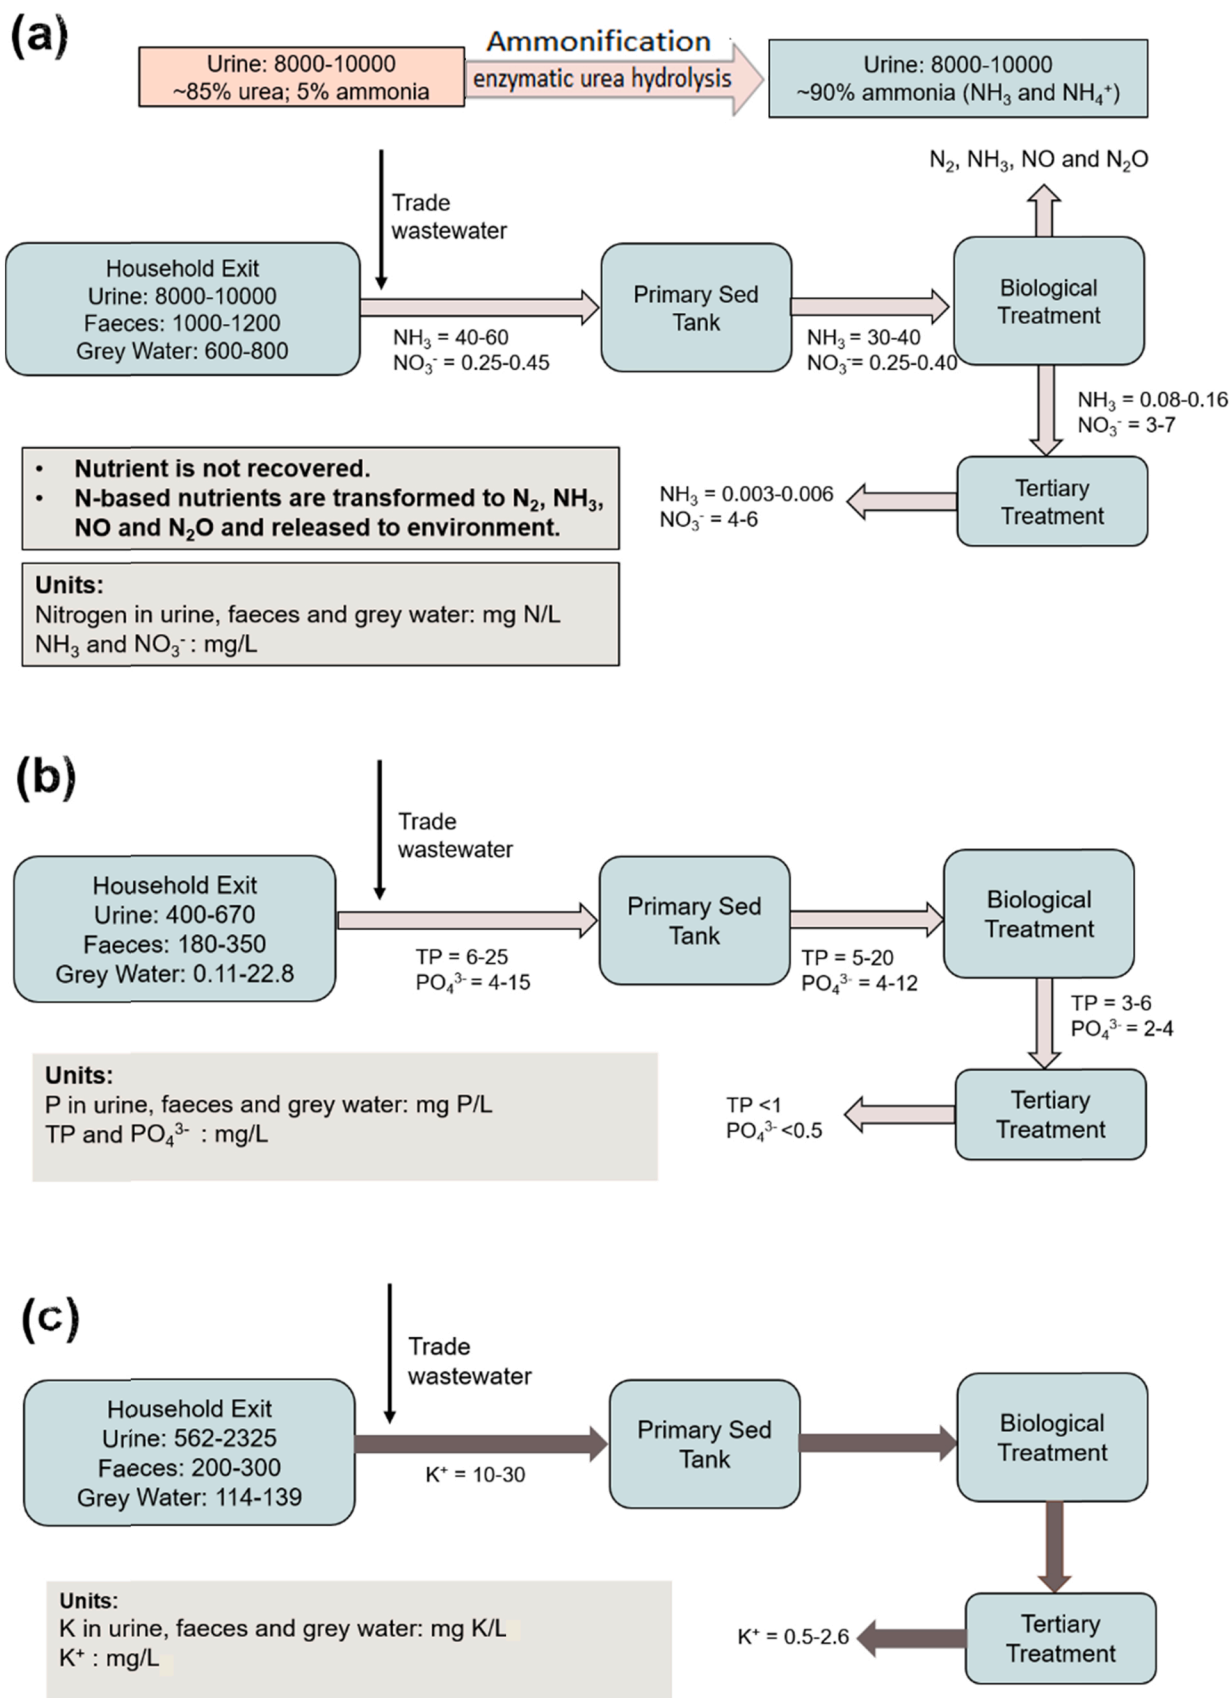 (a)
Urine: 8000-10000
~85% urea; 5% ammonia
Ammonification
enzymatic urea hydrolysis
Urine: 8000-10000
~90% ammonia (NH₃ and NH₄⁺)
N₂, NH₃, NO and N₂O
Trade
wastewater
Household Exit
Urine: 8000-10000
Faeces: 1000-1200
Grey Water: 600-800
NH₃ = 40-60
NO₃⁻ = 0.25-0.45
Primary Sed
Tank
NH₃ = 30-40
NO₃⁻= 0.25-0.40
Biological
Treatment
NH₃ = 0.08-0.16
NO₃⁻ = 3-7
Tertiary
Treatment
NH₃ = 0.003-0.006
NO₃⁻ = 4-6
• Nutrient is not recovered.
• N-based nutrients are transformed to N₂, NH₃,
NO and N₂O and released to environment.
Units:
Nitrogen in urine, faeces and grey water: mg N/L
NH₃ and NO₃⁻ : mg/L
(b)
Trade
wastewater
Household Exit
Urine: 400-670
Faeces: 180-350
Grey Water: 0.11-22.8
TP = 6-25
PO₄³⁻ = 4-15
Primary Sed
Tank
TP = 5-20
PO₄³⁻ = 4-12
Biological
Treatment
TP = 3-6
PO₄³⁻ = 2-4
Tertiary
Treatment
TP <1
PO₄³⁻ <0.5
Units:
P in urine, faeces and grey water: mg P/L
TP and PO₄³⁻ : mg/L
(c)
Trade
wastewater
Household Exit
Urine: 562-2325
Faeces: 200-300
Grey Water: 114-139
K⁺ = 10-30
Primary Sed
Tank
Biological
Treatment
Tertiary
Treatment
K⁺ = 0.5-2.6
Units:
K in urine, faeces and grey water: mg K/L
K⁺ : mg/L